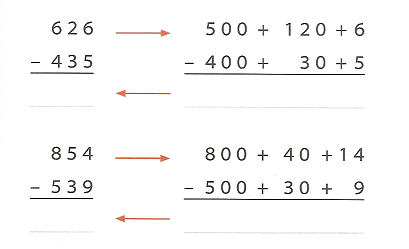 626 500 + 120 + 6
– 435 – 400 + 30 + 5
854 800 + 40 + 14
– 539 – 500 + 30 + 9